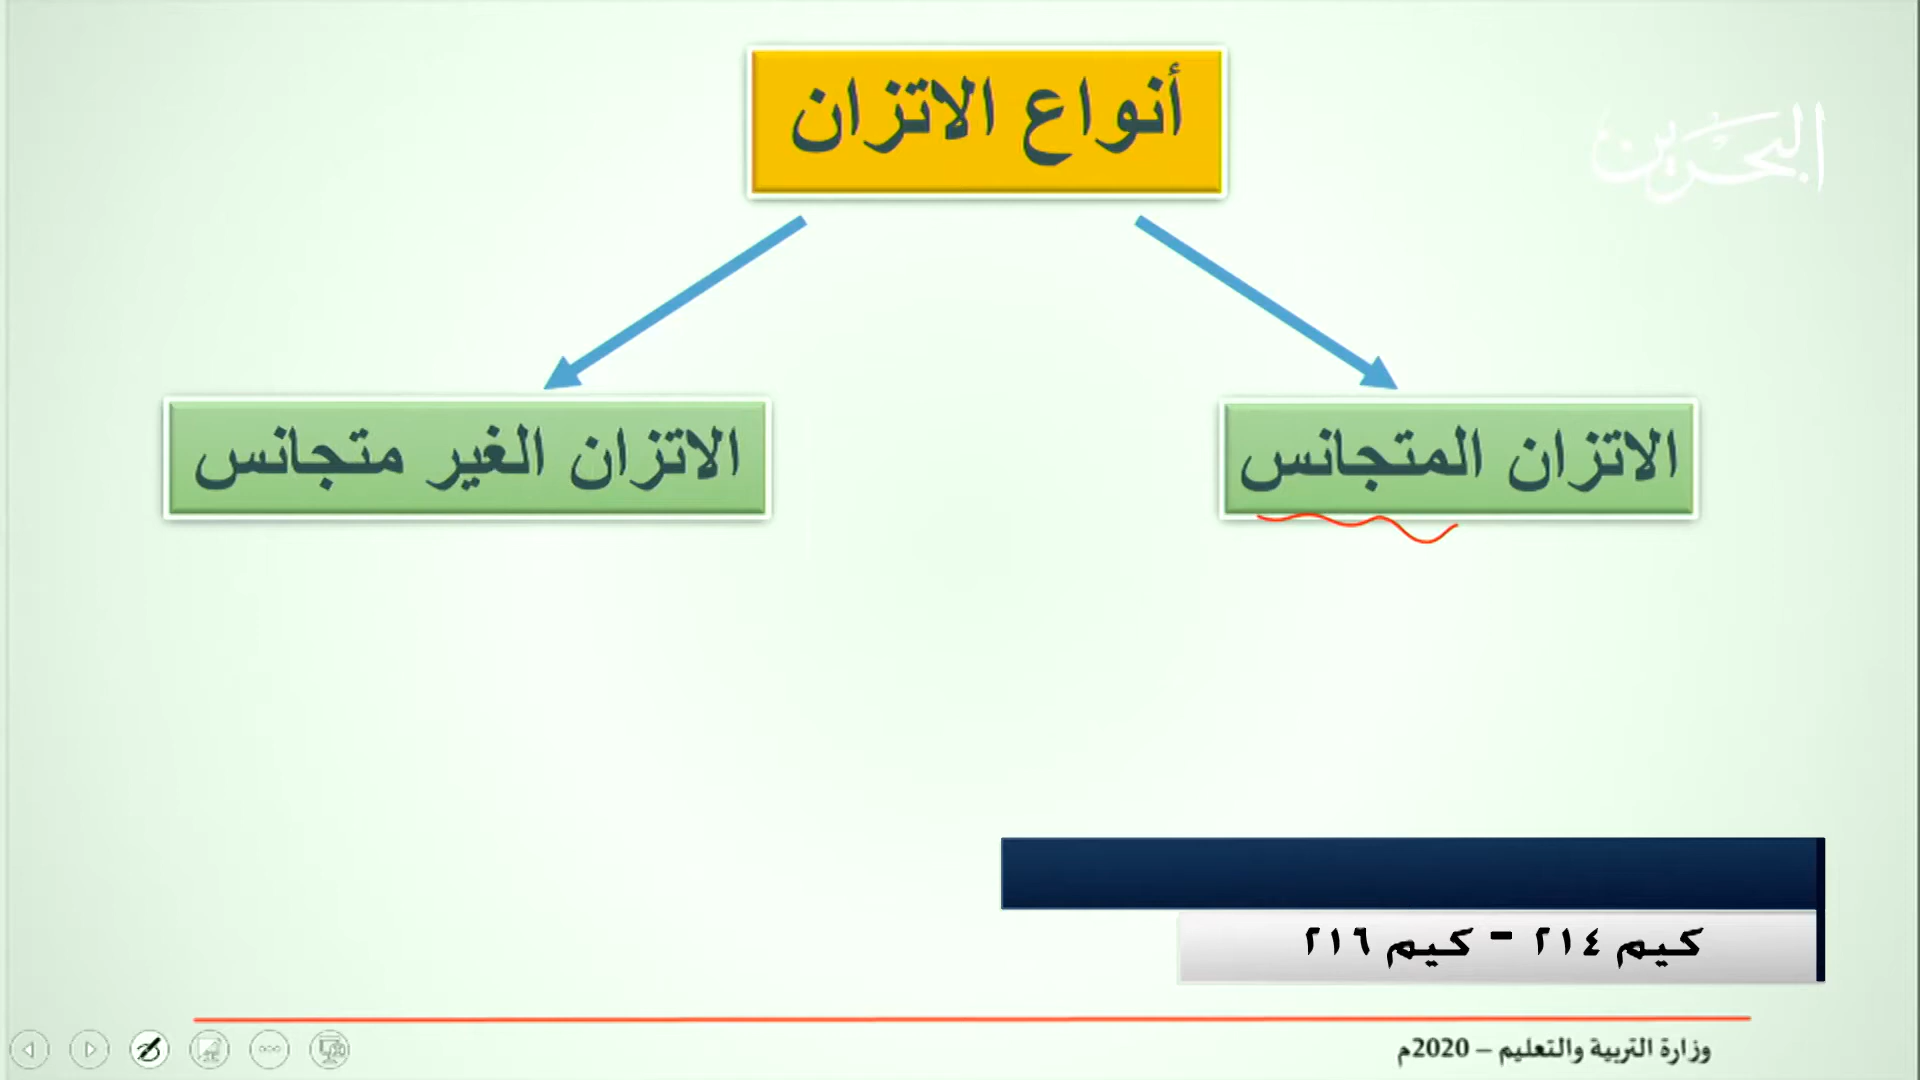 أنواع الاتزان
البحرين
الاتزان المتجانس
الاتزان الغير متجانس
كيم ٢١٤ - كيم ٢١٦
وزارة التربية والتعليم – 2020م